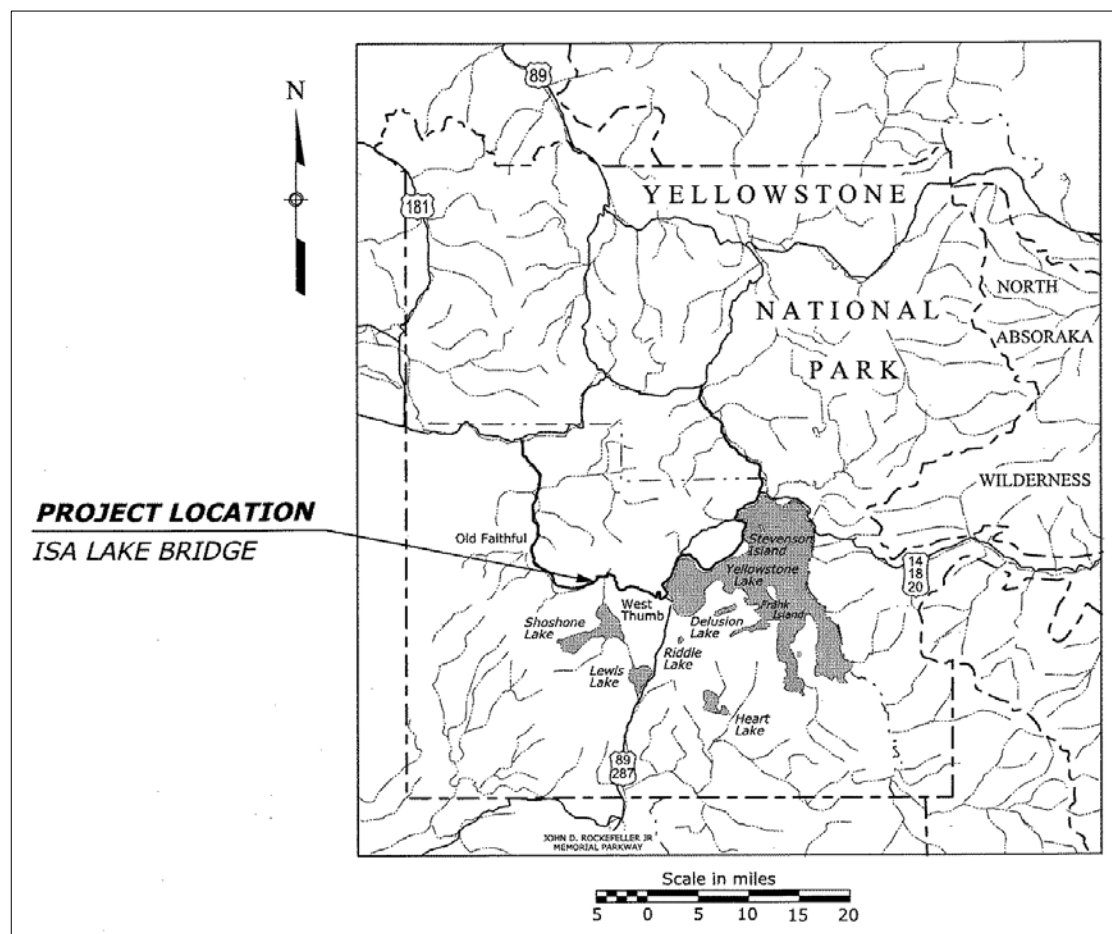 N
89
181
YELLOWSTONE
NATIONAL
PARK
NORTH
ABSORAKA
WILDERNESS
PROJECT LOCATION
ISA LAKE BRIDGE
Old Faithful
Stevenson
Island
Yellowstone
Lake
Frank
Island
14
18
20
West
Thumb
Delusion
Lake
Shoshone
Lake
Riddle
Lake
Lewis
Lake
Heart
Lake
89
287
JOHN D. ROCKEFELLER JR
MEMORIAL PARKWAY
Scale in miles
5 0 5 10 15 20